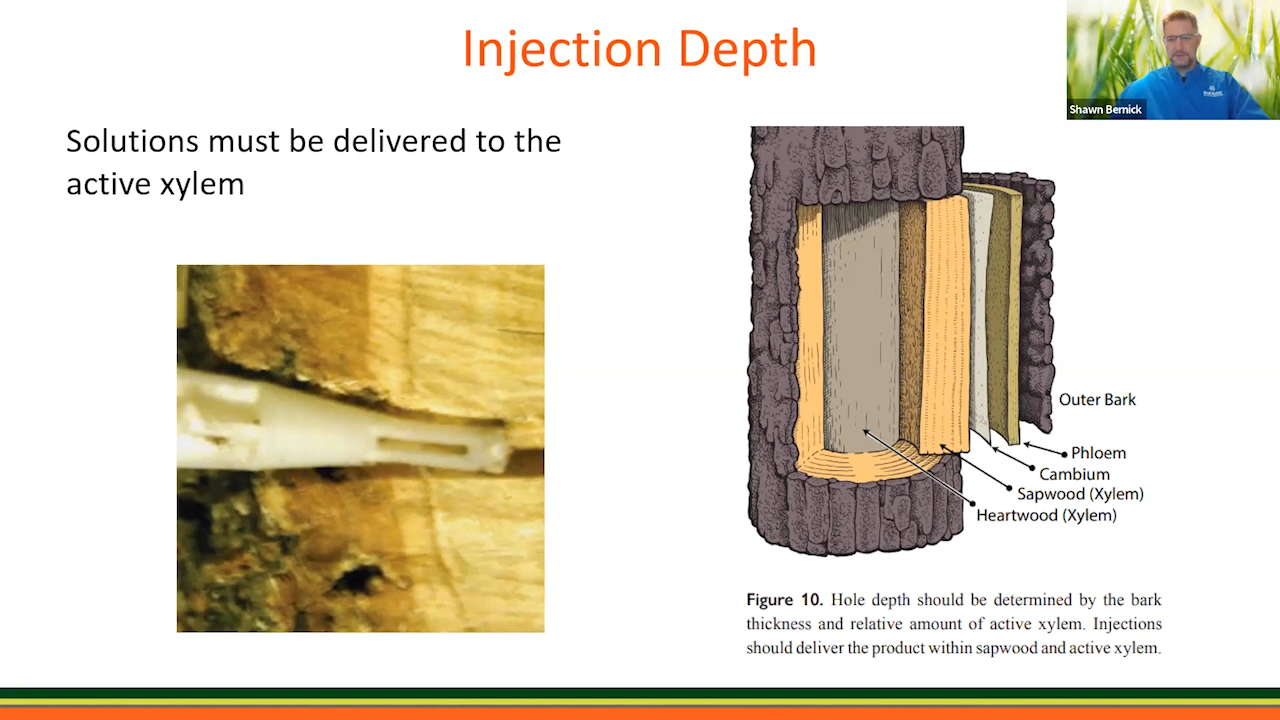 Injection Depth
Shawn Bernick
Solutions must be delivered to the
active xylem
Outer Bark
Phloem
Cambium
Sapwood (Xylem)
Heartwood (Xylem)
Figure 10. Hole depth should be determined by the bark
thickness and relative amount of active xylem. Injections
should deliver the product within sapwood and active xylem.